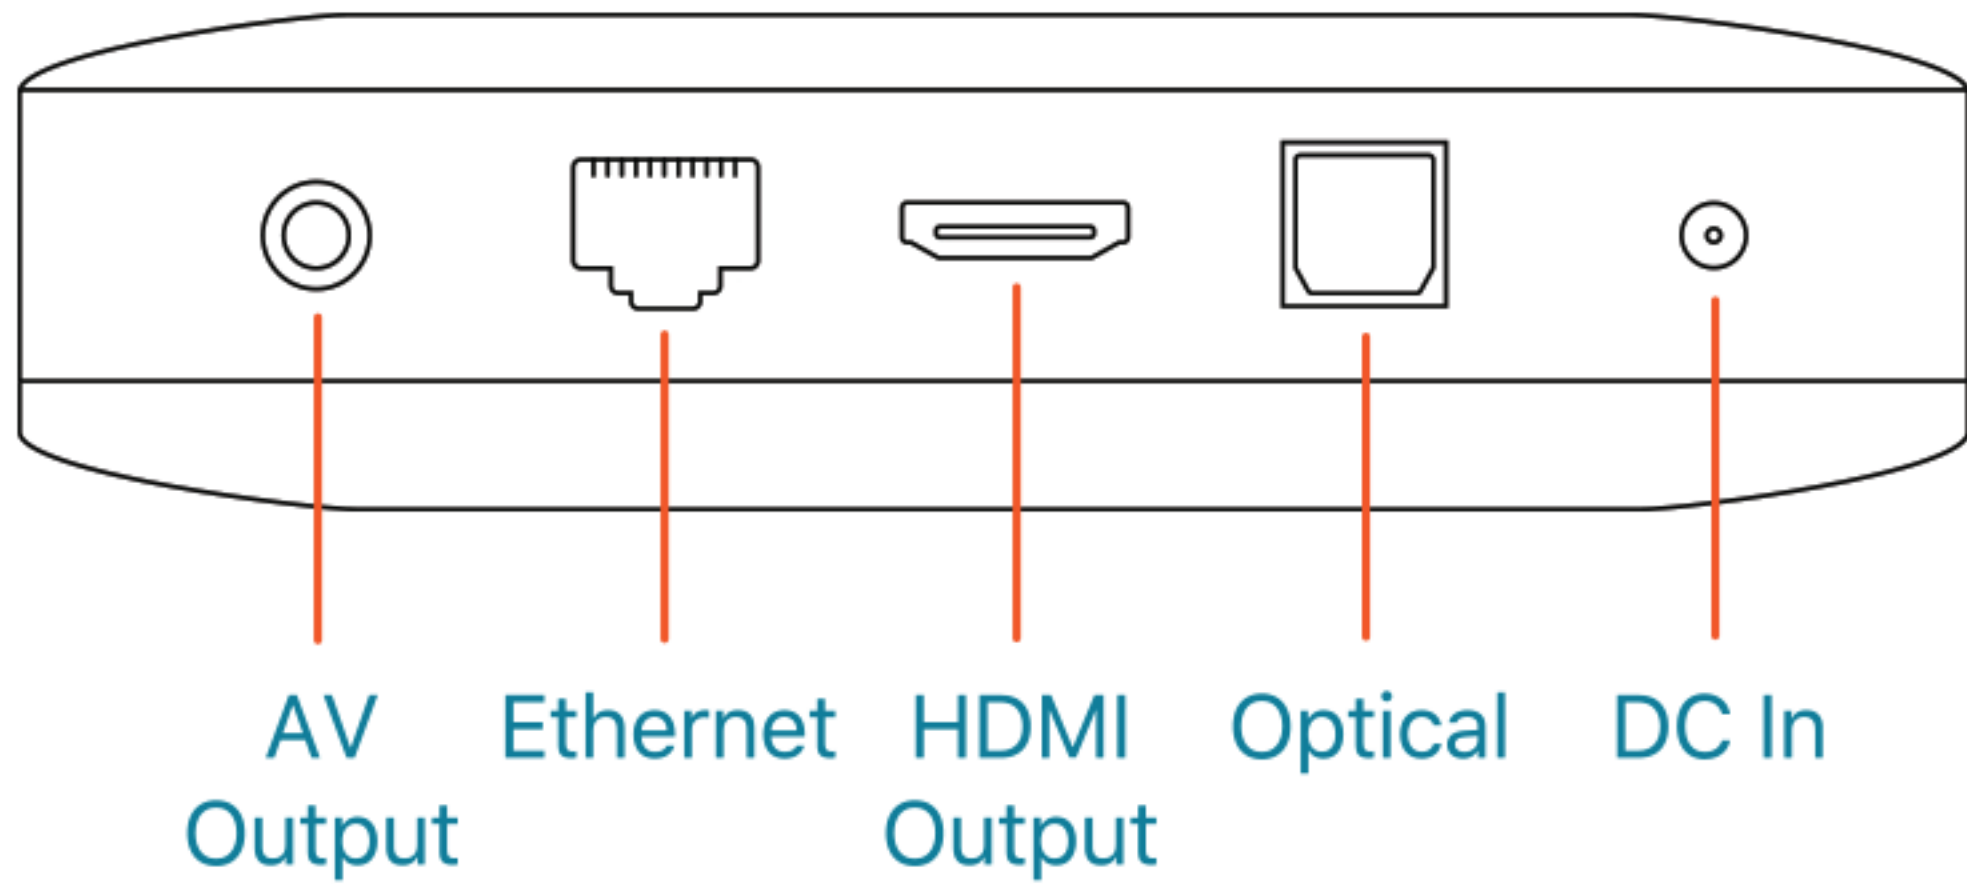 AV
Output
Ethernet
HDMI
Output
Optical
DC In